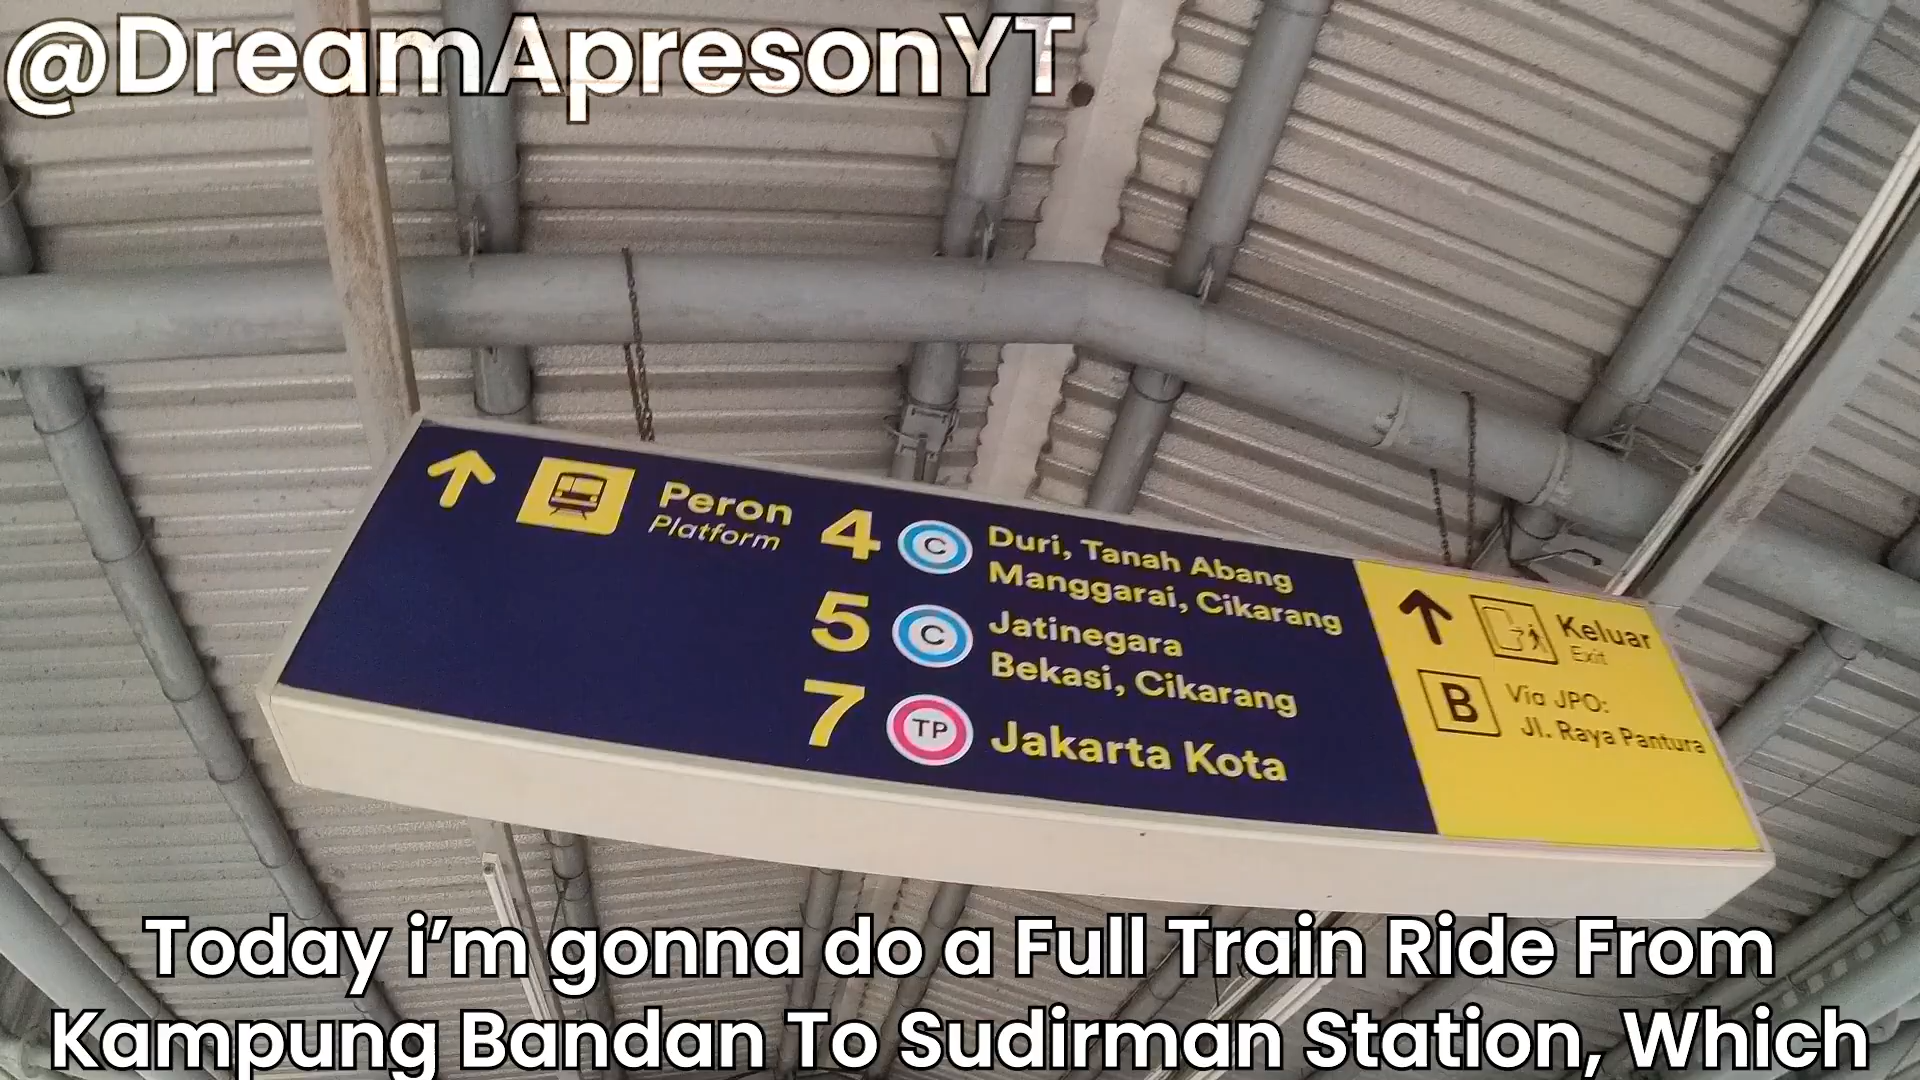 @DreamApresonYT
Peron
Platform
4 C Duri, Tanah Abang
Manggarai, Cikarang
5 C Jatinegara
Bekasi, Cikarang
7 TP Jakarta Kota
Keluar
Exit
B Via JPO:
Jl. Raya Pantura
Today i’m gonna do a Full Train Ride From
Kampung Bandan To Sudirman Station, Which